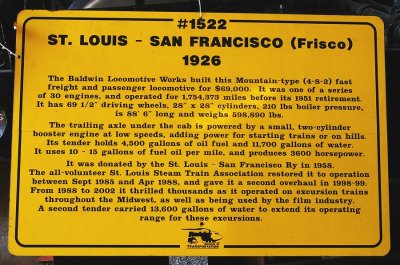 #1522
ST. LOUIS - SAN FRANCISCO (Frisco)
1926
The Baldwin Locomotive Works built this Mountain-type (4-8-2) fast
freight and passenger locomotive for $69,000. It was one of a series
of 30 engines, and operated for 1,754,373 miles before its 1951 retirement.
It has 69 1/2" driving wheels, 28" x 28" cylinders, 210 lbs boiler pressure,
is 88' 6" long and weighs 598,890 lbs.
The trailing axle under the cab is powered by a small, two-cylinder
booster engine at low speeds, adding power for starting trains or on hills.
Its tender holds 4,500 gallons of oil fuel and 11,700 gallons of water.
It uses 10 - 15 gallons of fuel oil per mile, and produces 3600 horsepower.
It was donated by the St. Louis - San Francisco Ry in 1958.
The all-volunteer St. Louis Steam Train Association restored it to operation
between Sept 1985 and Apr 1988, and gave it a second overhaul in 1998-99.
From 1988 to 2002 it thrilled thousands as it operated on excursion trains
throughout the Midwest, as well as being used by the film industry.
A second tender carried 13,600 gallons of water to extend its operating
range for these excursions.
TRANSPORTATION